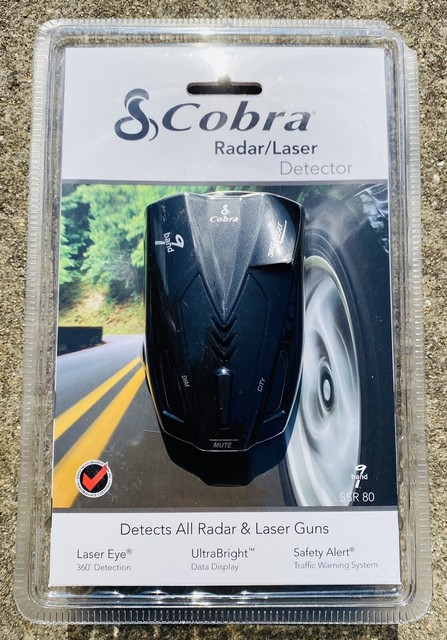 Cobra®
Radar/Laser
Detector
Cobra
9
band
DIM
CITY
MUTE
9
band
SSR 80
Detects All Radar & Laser Guns
Laser Eye®
360° Detection
UltraBright™
Data Display
Safety Alert®
Traffic Warning System